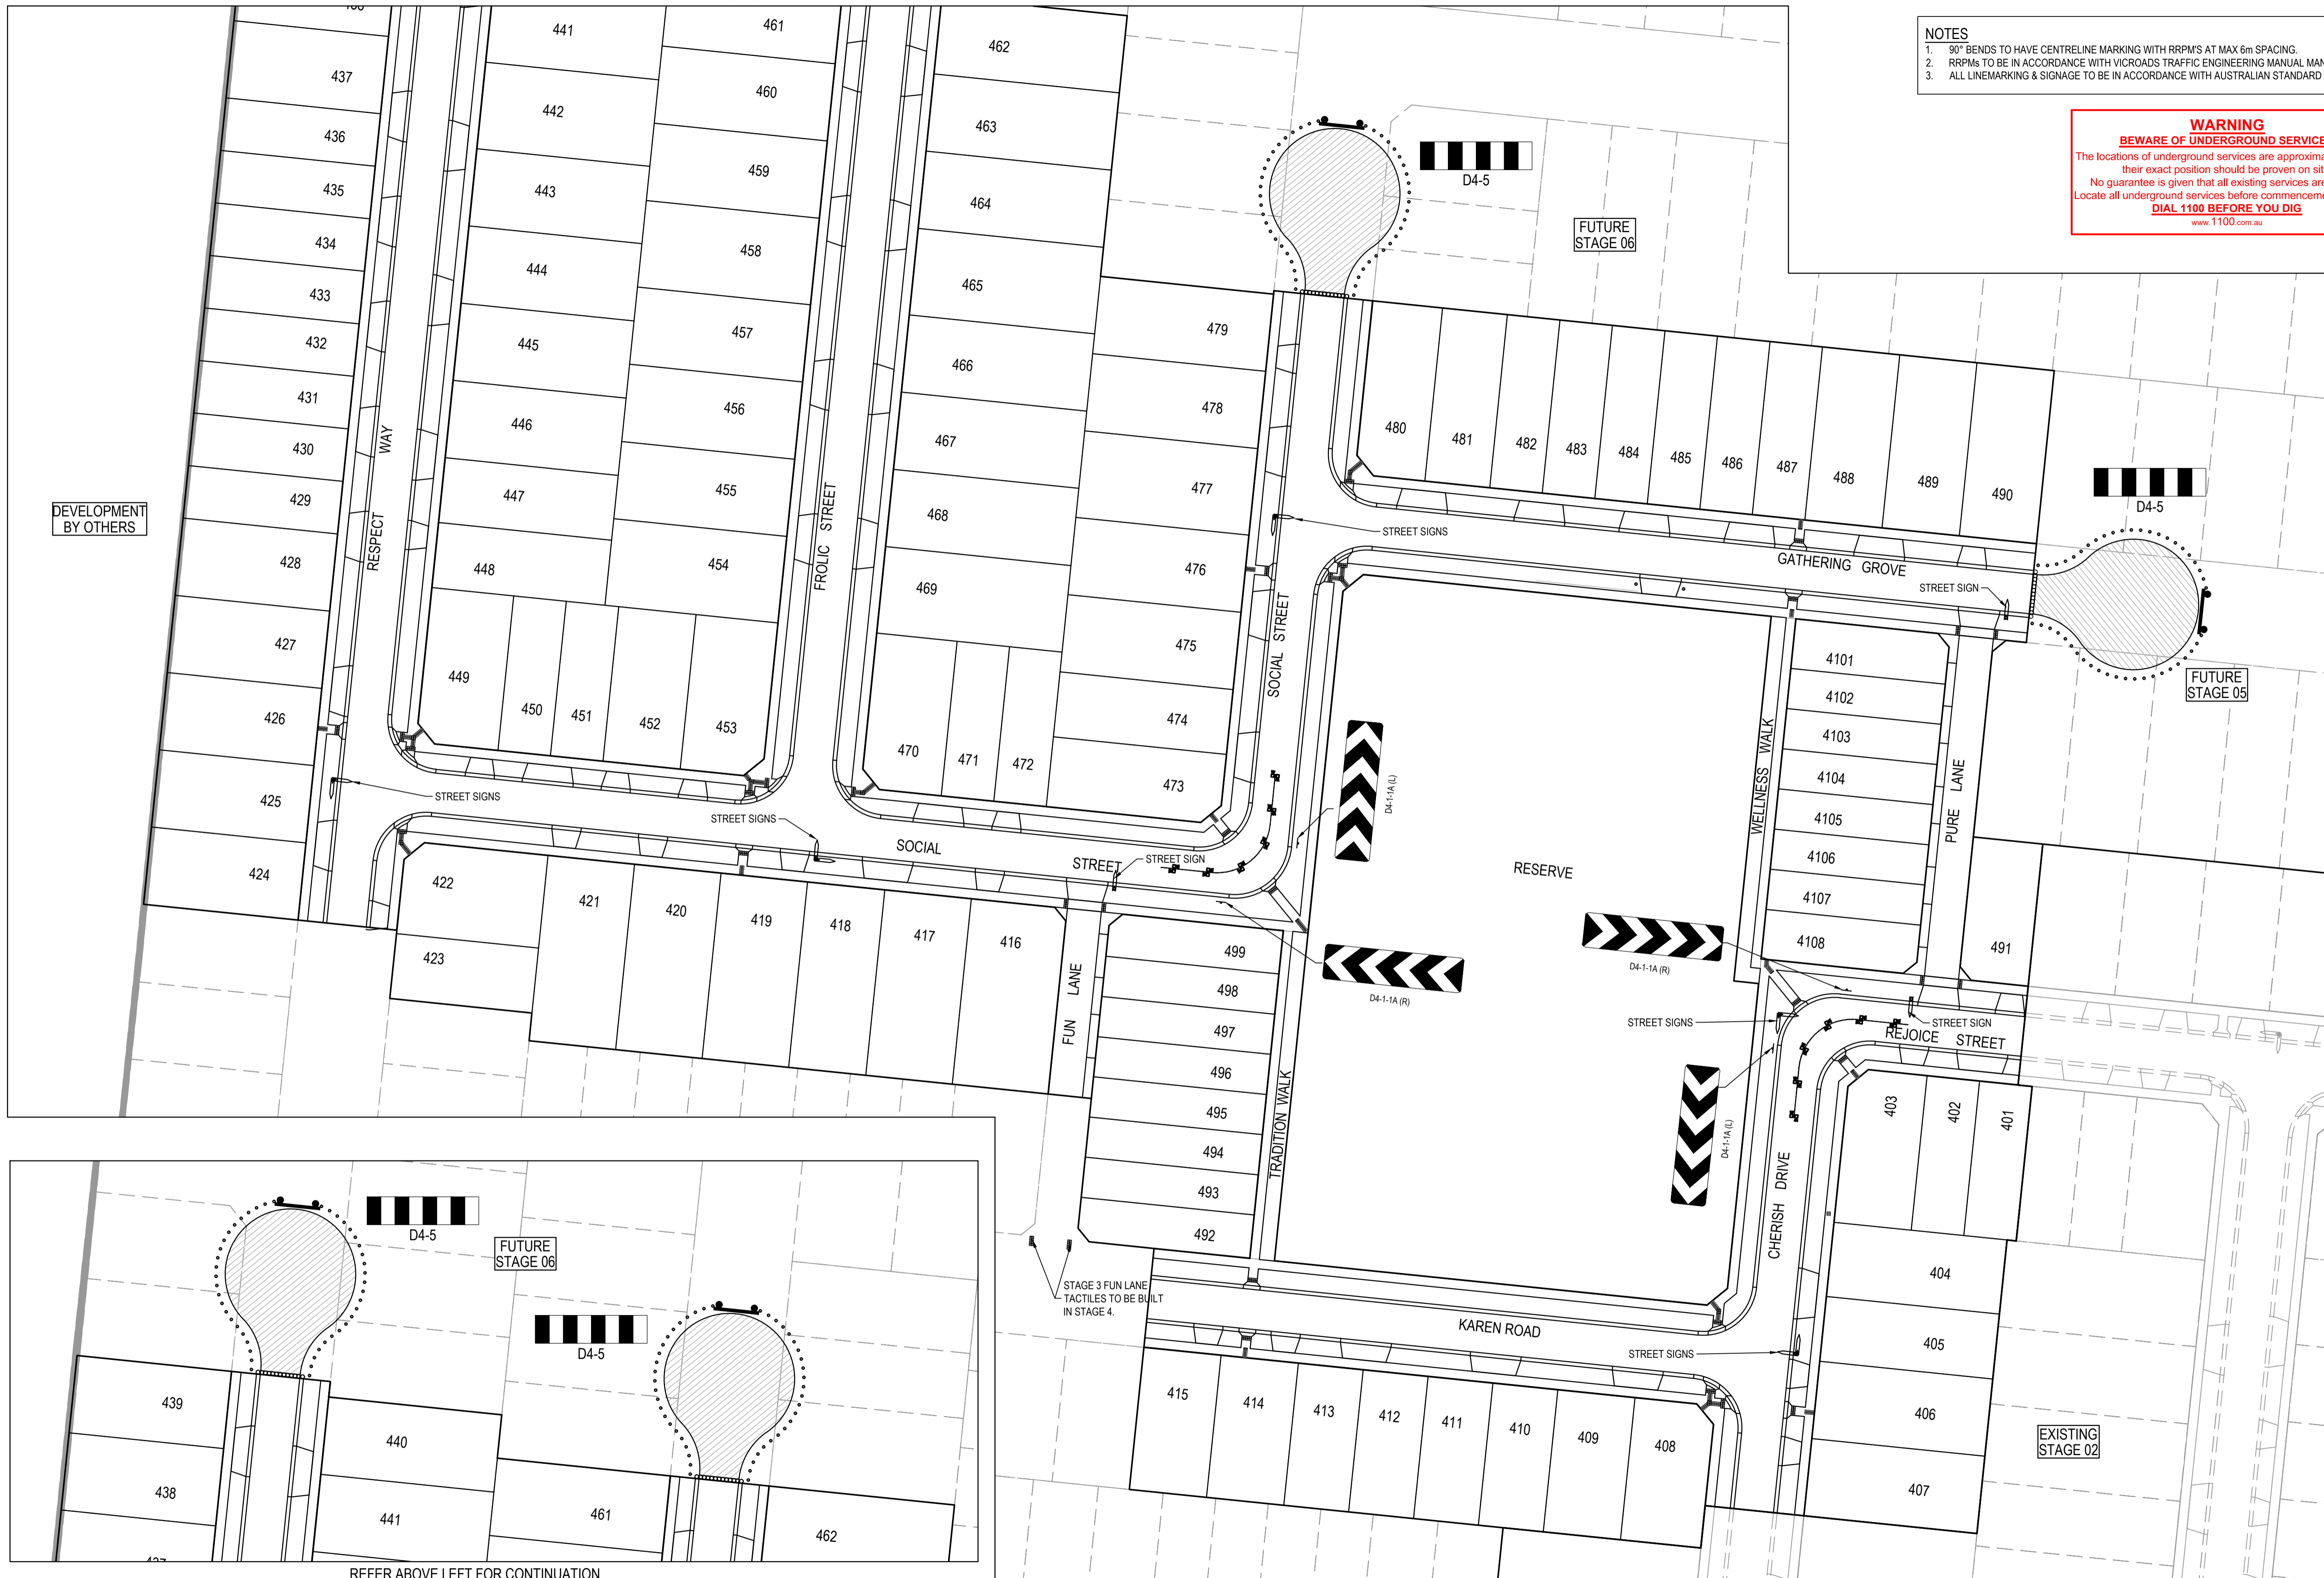 NOTES
1. 90° BENDS TO HAVE CENTRELINE MARKING WITH RRPM'S AT MAX 6m SPACING.
2. RRPMs TO BE IN ACCORDANCE WITH VICROADS TRAFFIC ENGINEERING MANUAL
3. ALL LINEMARKING & SIGNAGE TO BE IN ACCORDANCE WITH AUSTRALIAN STANDARD
WARNING
BEWARE OF UNDERGROUND
The locations of underground services are
their exact position should be proven on
No guarantee is given that all existing services
Locate all underground services before
DIAL 1100 BEFORE YOU DIG
www.1100.com.au
437
436
435
434
433
432
431
430
429
428
427
426
425
424
RESPECT WAY
DEVELOPMENT
BY OTHERS
441
442
443
444
445
446
447
448
449
450
451
452
453
461
460
459
458
457
456
455
454
FROLIC STREET
462
463
464
465
466
467
468
469
470
471
472
479
478
477
476
475
474
473
SOCIAL STREET
D4-5
FUTURE
STAGE 06
480
481
482
483
484
485
486
487
488
489
490
D4-5
STREET SIGNS
GATHERING GROVE
STREET SIGN
FUTURE
STAGE 05
STREET SIGNS
STREET SIGNS
SOCIAL STREET
STREET SIGN
D4-1-1A (L)
D4-1-1A (R)
RESERVE
WELLNESS WALK
4101
4102
4103
4104
4105
4106
4107
4108
PURE LANE
491
D4-1-1A (R)
STREET SIGNS
STREET SIGN
REJOICE STREET
D4-1-1A (L)
CHERISH DRIVE
403
402
401
404
405
406
407
EXISTING
STAGE 02
422
423
421
420
419
418
417
416
FUN LANE
499
498
497
496
495
494
493
492
TRADITION WALK
STAGE 3 FUN LANE
TACTILES TO BE BUILT
IN STAGE 4.
KAREN ROAD
STREET SIGNS
415
414
413
412
411
410
409
408
D4-5
FUTURE
STAGE 06
D4-5
439
438
440
441
461
462
REFER ABOVE LEFT FOR CONTINUATION